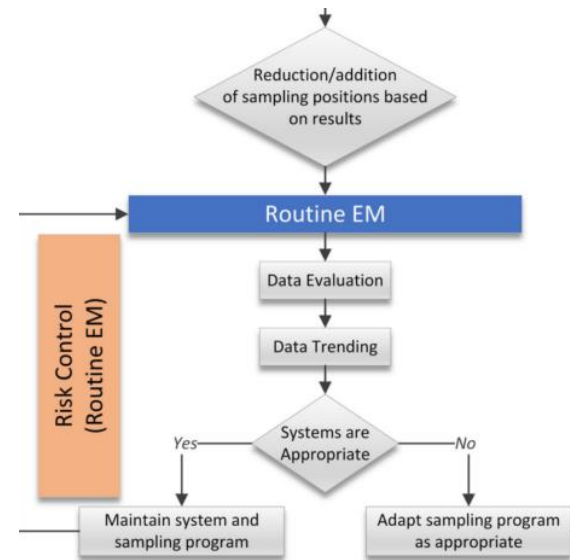 Reduction/addition
of sampling positions based
on results
Routine EM
Data Evaluation
Data Trending
Risk Control
(Routine EM)
Systems are
Appropriate
Yes
No
Maintain system and
sampling program
Adapt sampling program
as appropriate